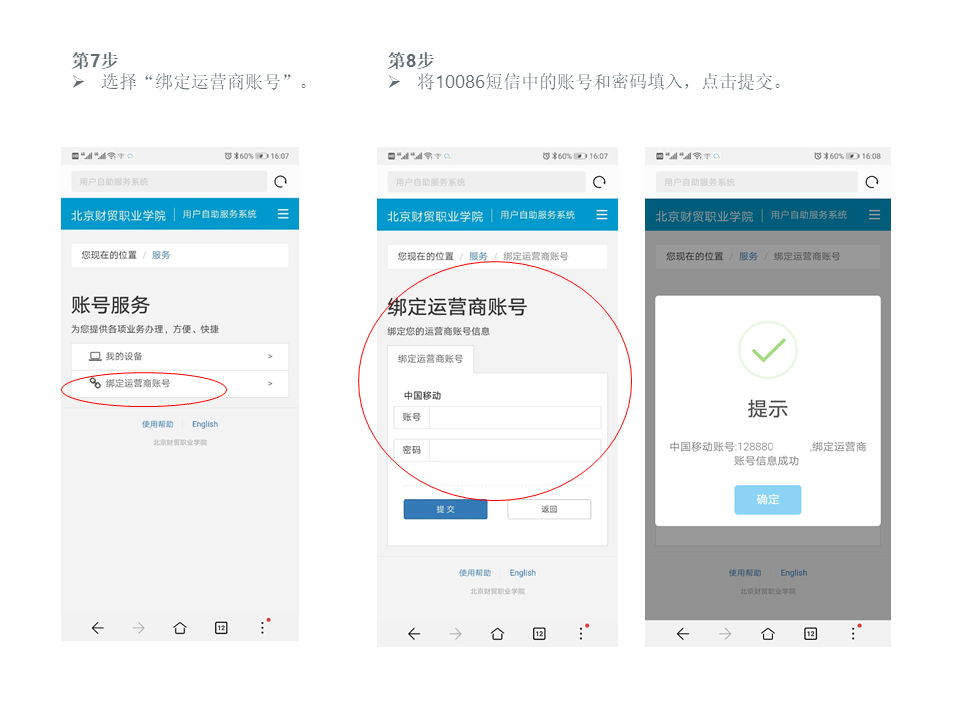 第7步
➢ 选择“绑定运营商账号”。
第8步
➢ 将10086短信中的账号和密码填入，点击提交。
60% 16:07
用户自助服务系统
北京财贸职业学院 用户自助服务系统
您现在的位置 / 服务
账号服务
为您提供各项业务办理，方便、快捷
我的设备 >
绑定运营商账号 >
使用帮助 English
北京财贸职业学院
12
60% 16:07
用户自助服务系统
北京财贸职业学院 用户自助服务系统
您现在的位置 / 服务 / 绑定运营商账号
绑定运营商账号
绑定您的运营商账号信息
绑定运营商账号
中国移动
账号
密码
提交 返回
使用帮助 English
北京财贸职业学院
12
60% 16:08
用户自助服务系统
北京财贸职业学院 用户自助服务系统
您现在的位置 / 服务 / 绑定运营商账号
提示
中国移动账号:128880 ,绑定运营商
账号信息成功
确定
使用帮助 English
北京财贸职业学院
12